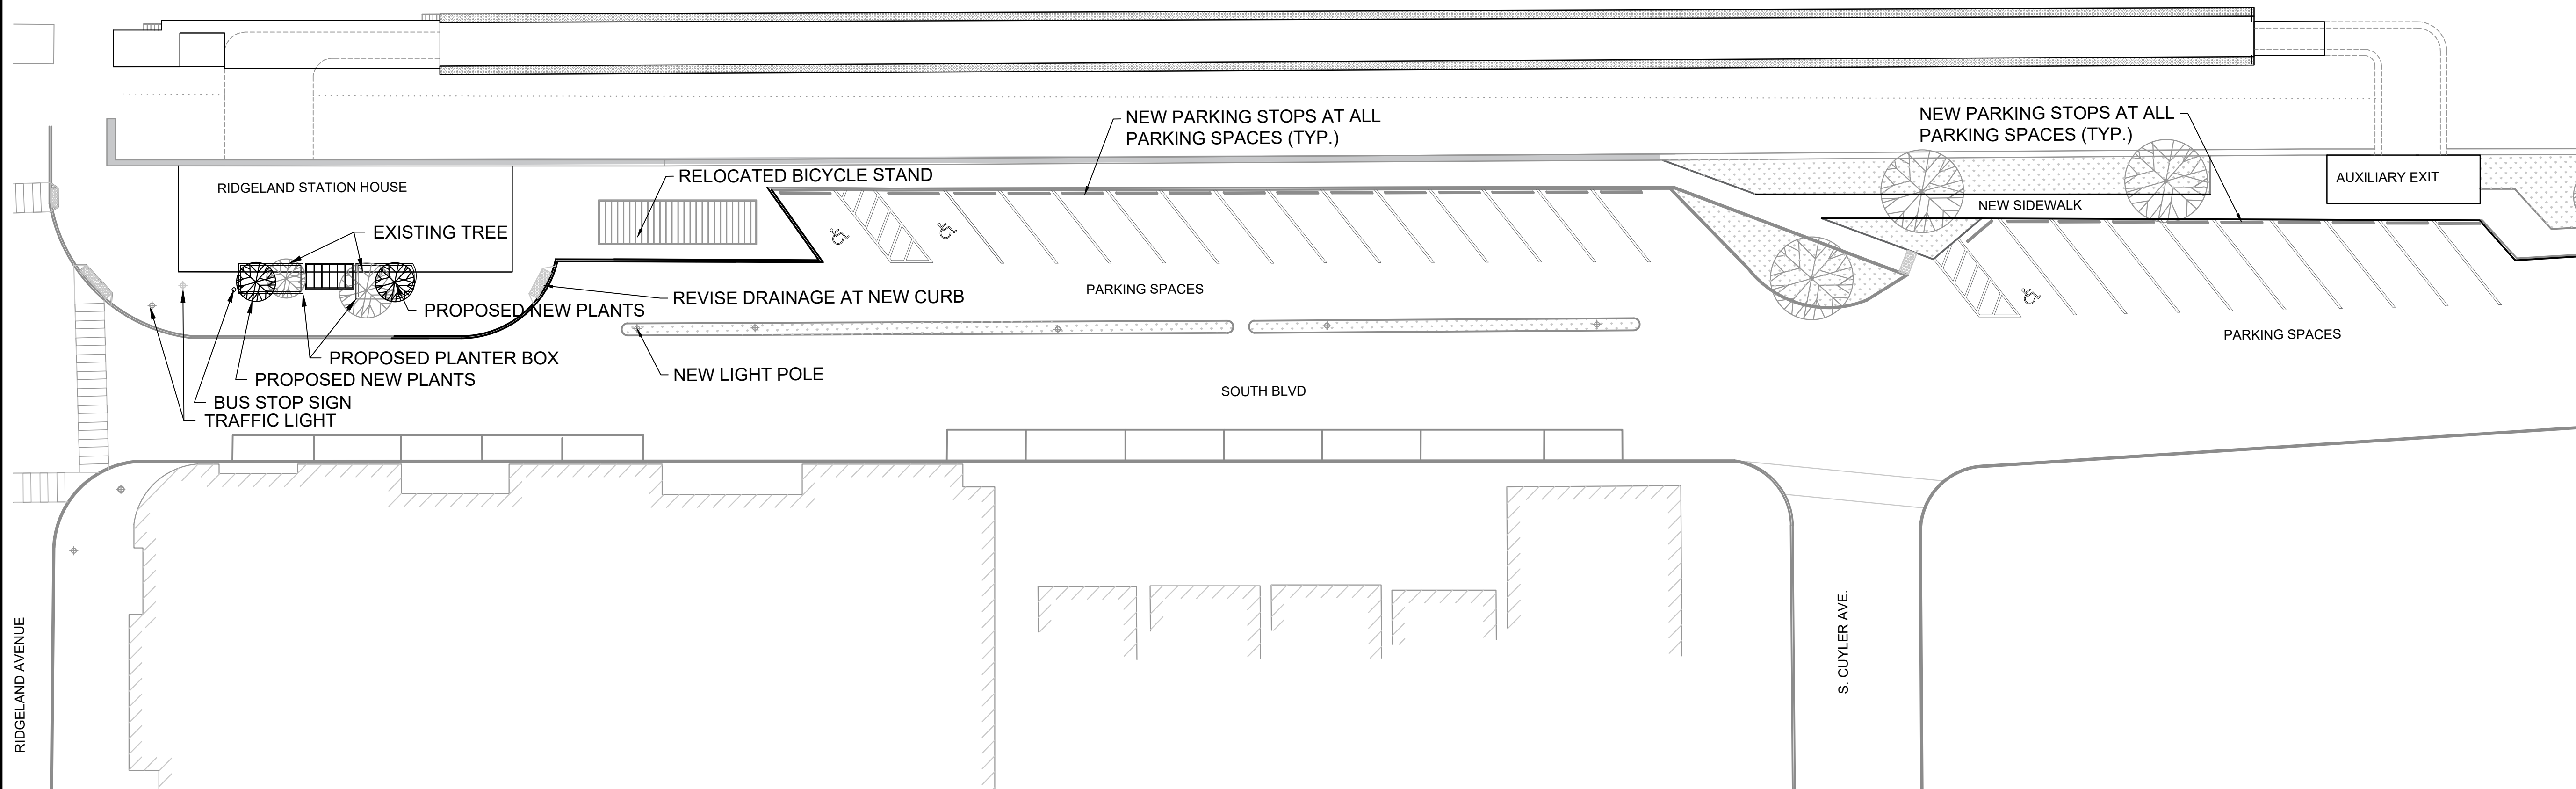 NEW PARKING STOPS AT ALL
PARKING SPACES (TYP.)
NEW PARKING STOPS AT ALL
PARKING SPACES (TYP.)
RIDGELAND STATION HOUSE
RELOCATED BICYCLE STAND
AUXILIARY EXIT
NEW SIDEWALK
EXISTING TREE
PARKING SPACES
REVISE DRAINAGE AT NEW CURB
PROPOSED NEW PLANTS
PARKING SPACES
PROPOSED PLANTER BOX
NEW LIGHT POLE
PROPOSED NEW PLANTS
SOUTH BLVD
BUS STOP SIGN
TRAFFIC LIGHT
RIDGELAND AVENUE
S. CUYLER AVE.